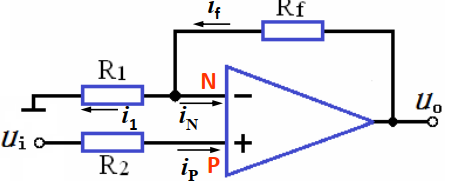 i_f R_f
R_1 N − u_o
i_1 i_N
u_i
R_2 i_P P +